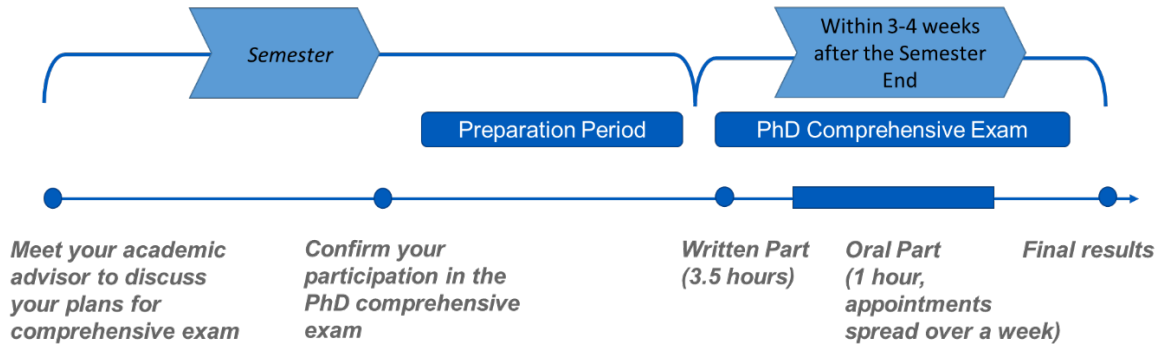 Semester
Within 3-4 weeks
after the Semester
End
Preparation Period
PhD Comprehensive Exam
Meet your academic
advisor to discuss
your plans for
comprehensive exam
Confirm your
participation in the
PhD comprehensive
exam
Written Part
(3.5 hours)
Oral Part
(1 hour,
appointments
spread over a week)
Final results